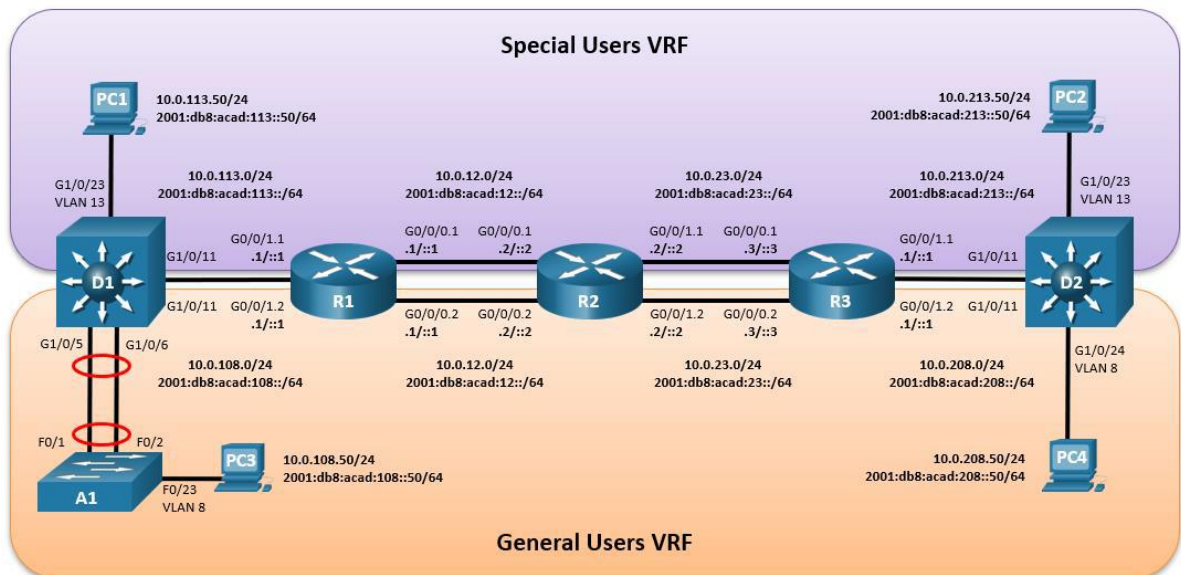 Special Users VRF
PC1
10.0.113.50/24
2001:db8:acad:113::50/64
10.0.213.50/24
2001:db8:acad:213::50/64
PC2
G1/0/23
VLAN 13
10.0.113.0/24
2001:db8:acad:113::/64
10.0.12.0/24
2001:db8:acad:12::/64
10.0.23.0/24
2001:db8:acad:23::/64
10.0.213.0/24
2001:db8:acad:213::/64
G1/0/23
VLAN 13
D1
G1/0/11
G0/0/1.1
.1/::1
R1
G0/0/0.1
.1/::1
G0/0/0.1
.2/::2
R2
G0/0/1.1
.2/::2
G0/0/0.1
.3/::3
R3
G0/0/1.1
.1/::1
G1/0/11
D2
G1/0/11
G0/0/1.2
.1/::1
G0/0/0.2
.1/::1
G0/0/0.2
.2/::2
G0/0/1.2
.2/::2
G0/0/0.2
.3/::3
G0/0/1.2
.1/::1
G1/0/11
G1/0/5
G1/0/6
10.0.108.0/24
2001:db8:acad:108::/64
10.0.12.0/24
2001:db8:acad:12::/64
10.0.23.0/24
2001:db8:acad:23::/64
10.0.208.0/24
2001:db8:acad:208::/64
G1/0/24
VLAN 8
F0/1
F0/2
A1
F0/23
VLAN 8
PC3
10.0.108.50/24
2001:db8:acad:108::50/64
10.0.208.50/24
2001:db8:acad:208::50/64
PC4
General Users VRF